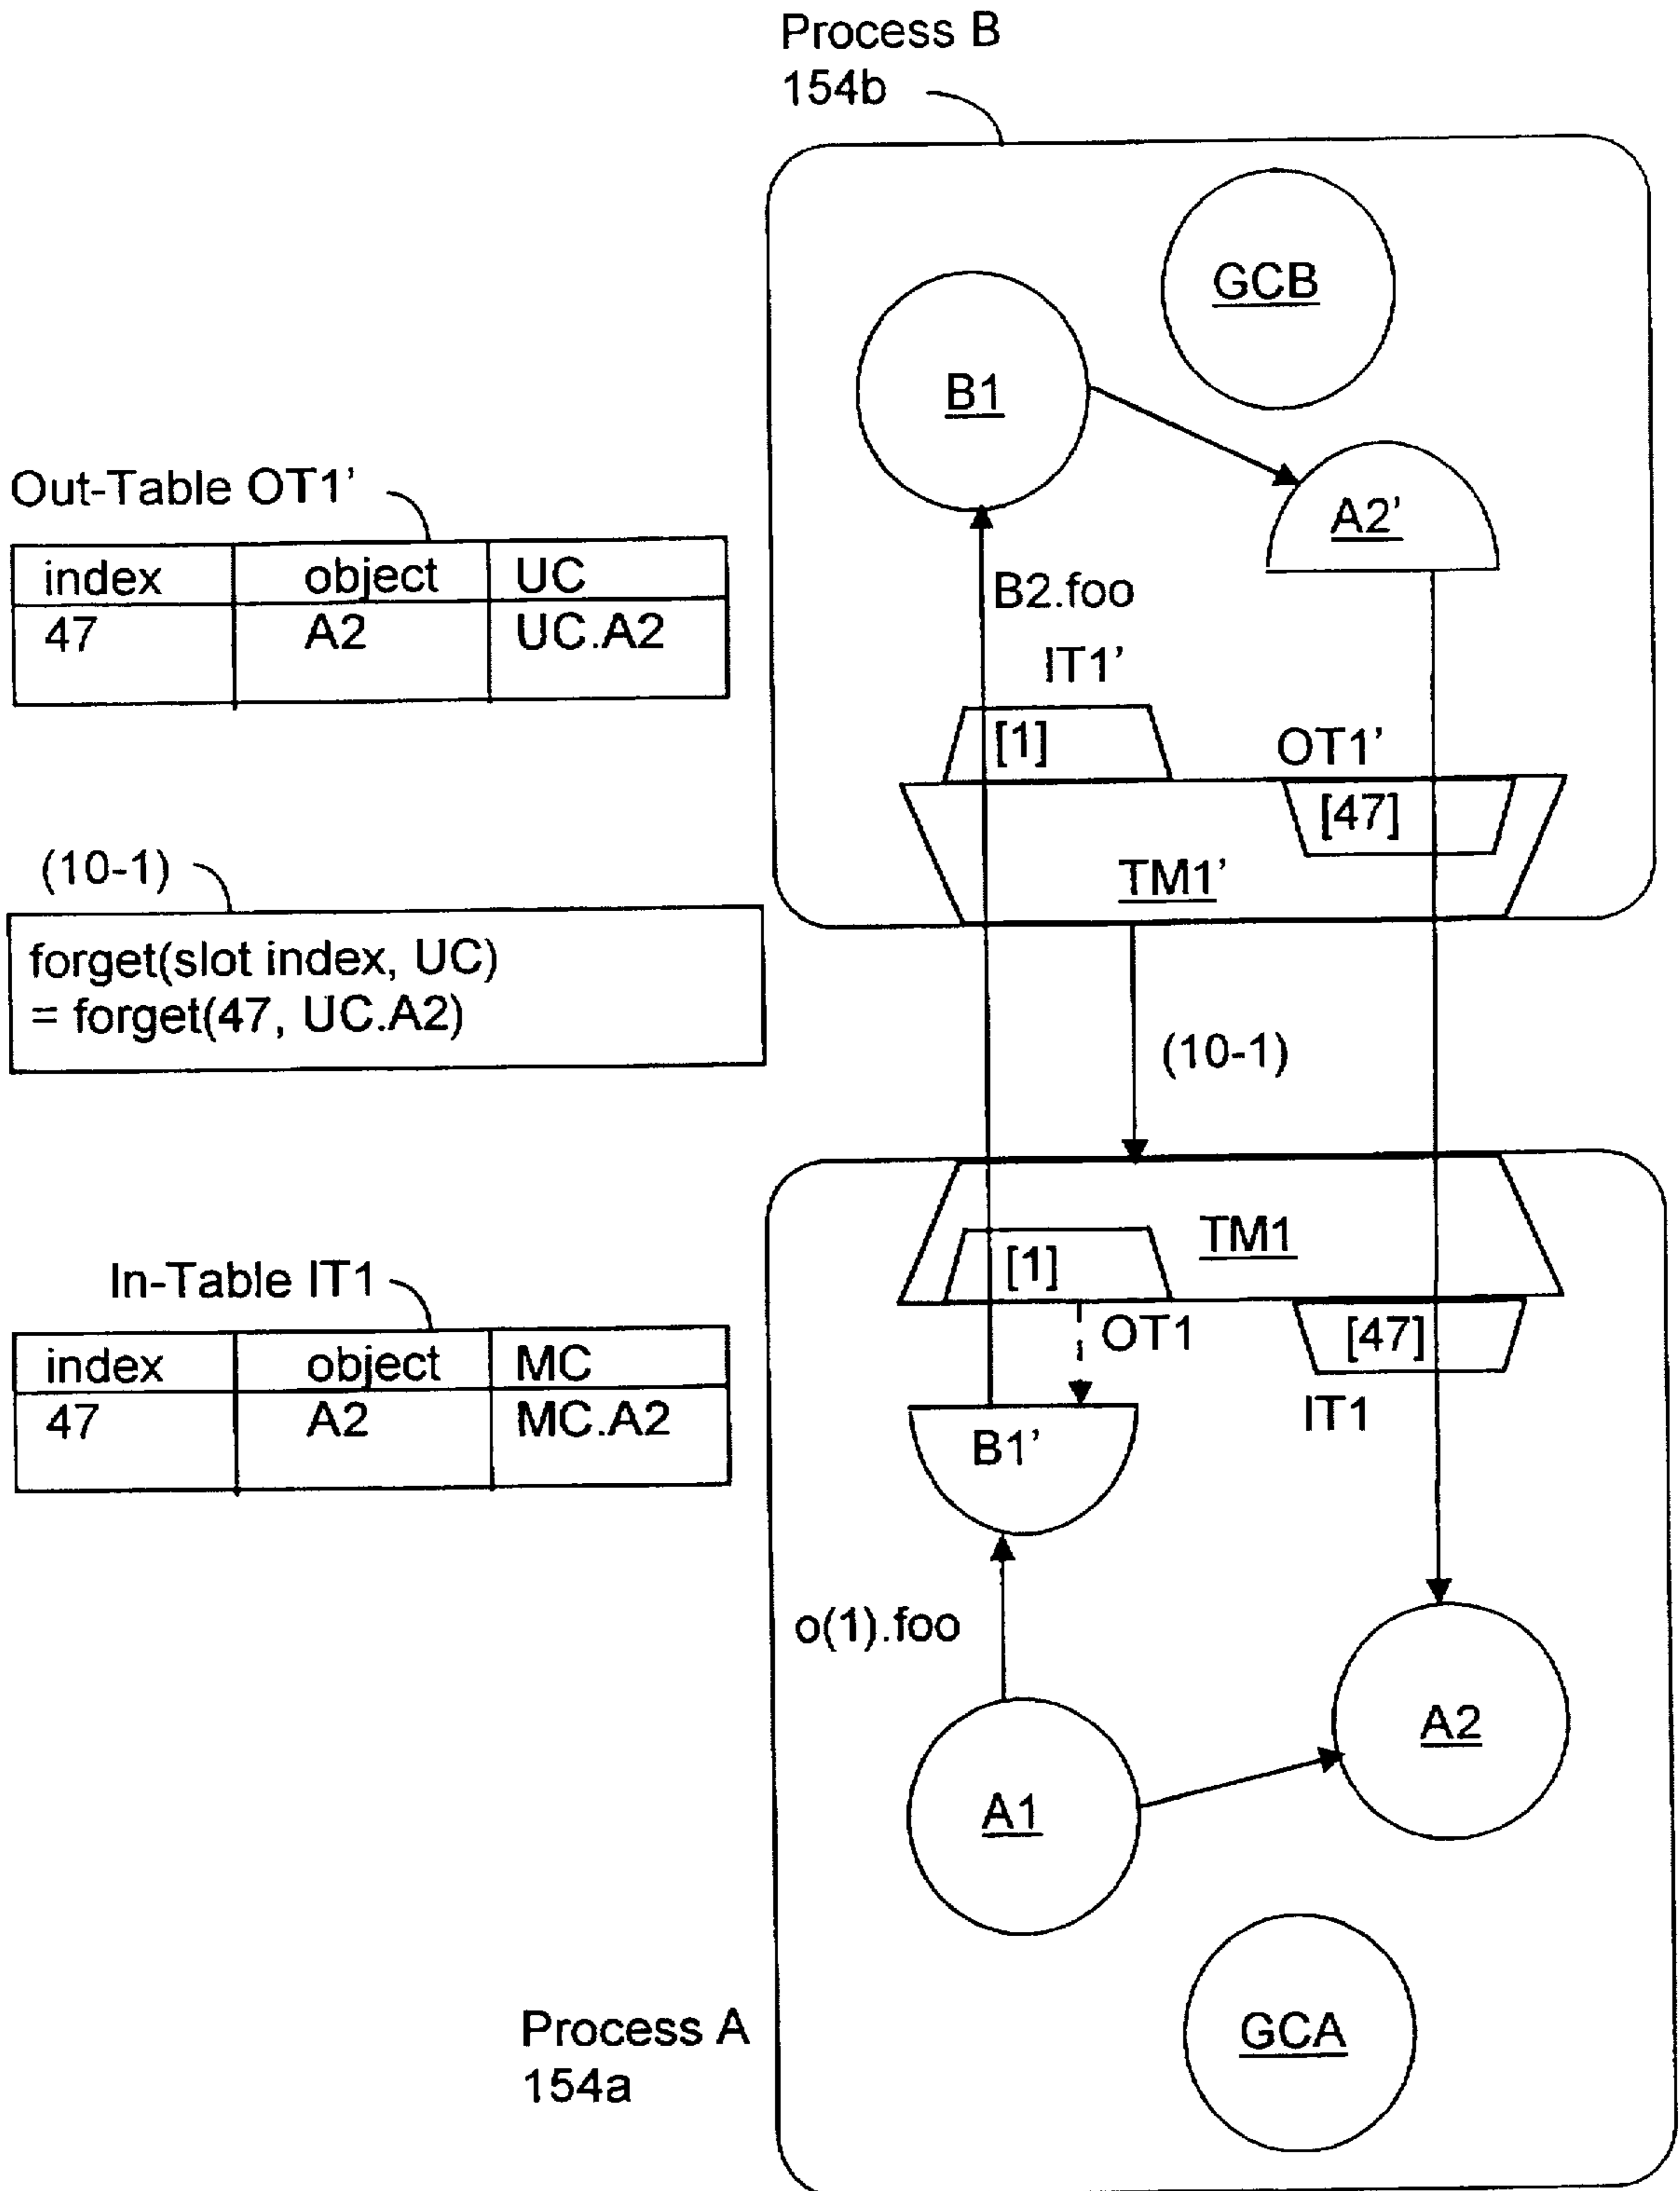 Process B
154b
GCB
B1
Out-Table OT1’
A2’
index object UC
47 A2 UC.A2
B2.foo
IT1’
[1]
OT1’
[47]
(10-1)
TM1’
forget(slot index, UC)
= forget(47, UC.A2)
(10-1)
TM1
[1]
In-Table IT1
OT1
[47]
index object MC
47 A2 MC.A2
IT1
B1’
o(1).foo
A2
A1
Process A
154a
GCA